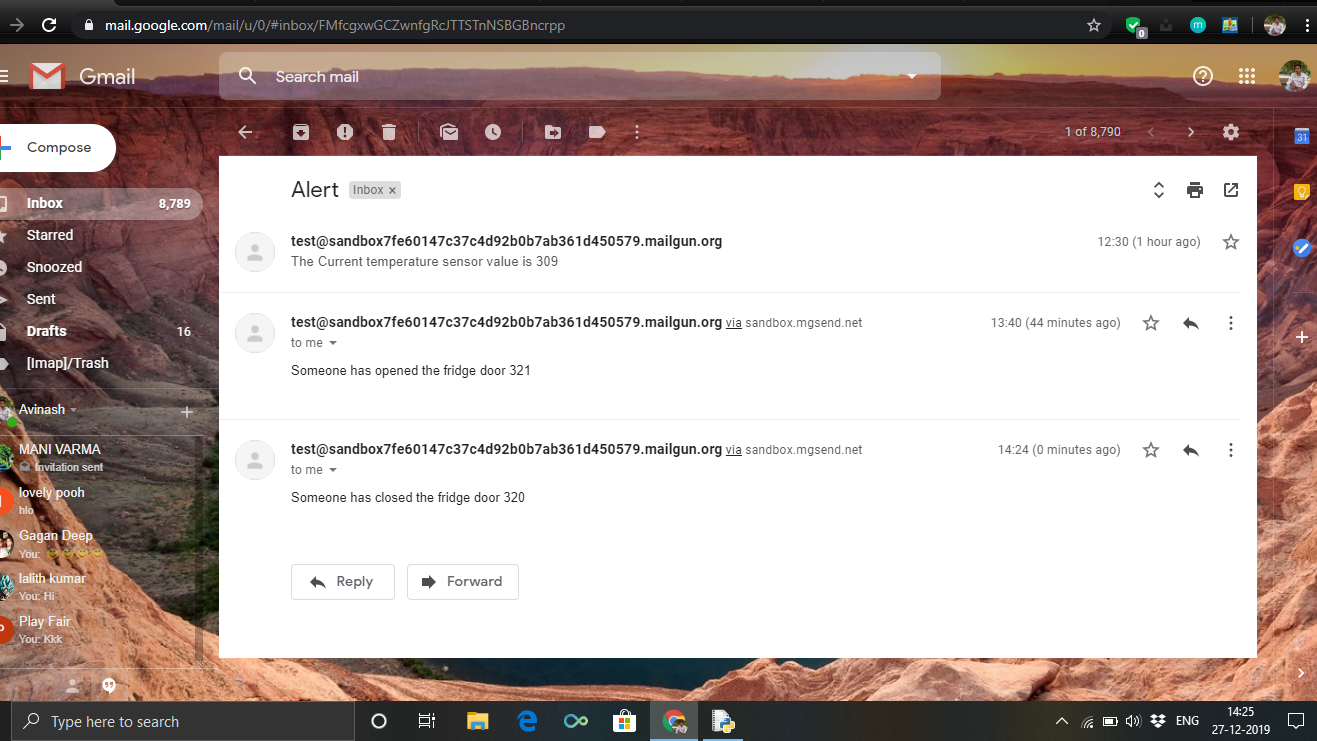 mail.google.com/mail/u/0/#inbox/FMfcgxwGCZwnfgRcJTTSTnNSBGBncrpp
0
m
Gmail
Search mail
Compose
1 of 8,790
31
Inbox 8,789
Starred
Snoozed
Sent
Drafts 16
[Imap]/Trash
Avinash
MANI VARMA
Invitation sent
lovely pooh
hlo
Gagan Deep
You:
lalith kumar
You: Hi
P
Play Fair
You: Kkk
Alert Inbox x
test@sandbox7fe60147c37c4d92b0b7ab361d450579.mailgun.org 12:30 (1 hour ago)
The Current temperature sensor value is 309
test@sandbox7fe60147c37c4d92b0b7ab361d450579.mailgun.org via sandbox.mgsend.net 13:40 (44 minutes ago)
to me
Someone has opened the fridge door 321
test@sandbox7fe60147c37c4d92b0b7ab361d450579.mailgun.org via sandbox.mgsend.net 14:24 (0 minutes ago)
to me
Someone has closed the fridge door 320
Reply Forward
Type here to search
ENG
14:25
27-12-2019